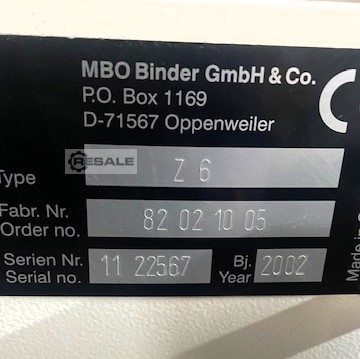 MBO Binder GmbH & Co.
P.O. Box 1169
D-71567 Oppenweiler
RESALE
Type Z 6
Fabr. Nr.
Order no. 82 02 10 05
Serien Nr. Bj.
Serial no. 11 22567 Year 2002
Made in